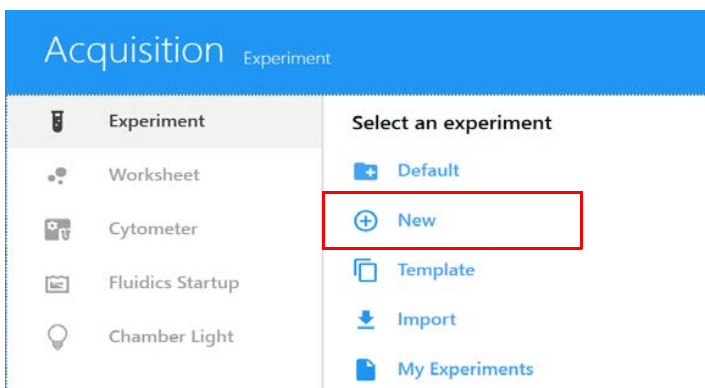 Acquisition Experiment
Experiment
Worksheet
Cytometer
Fluidics Startup
Chamber Light
Select an experiment
Default
New
Template
Import
My Experiments